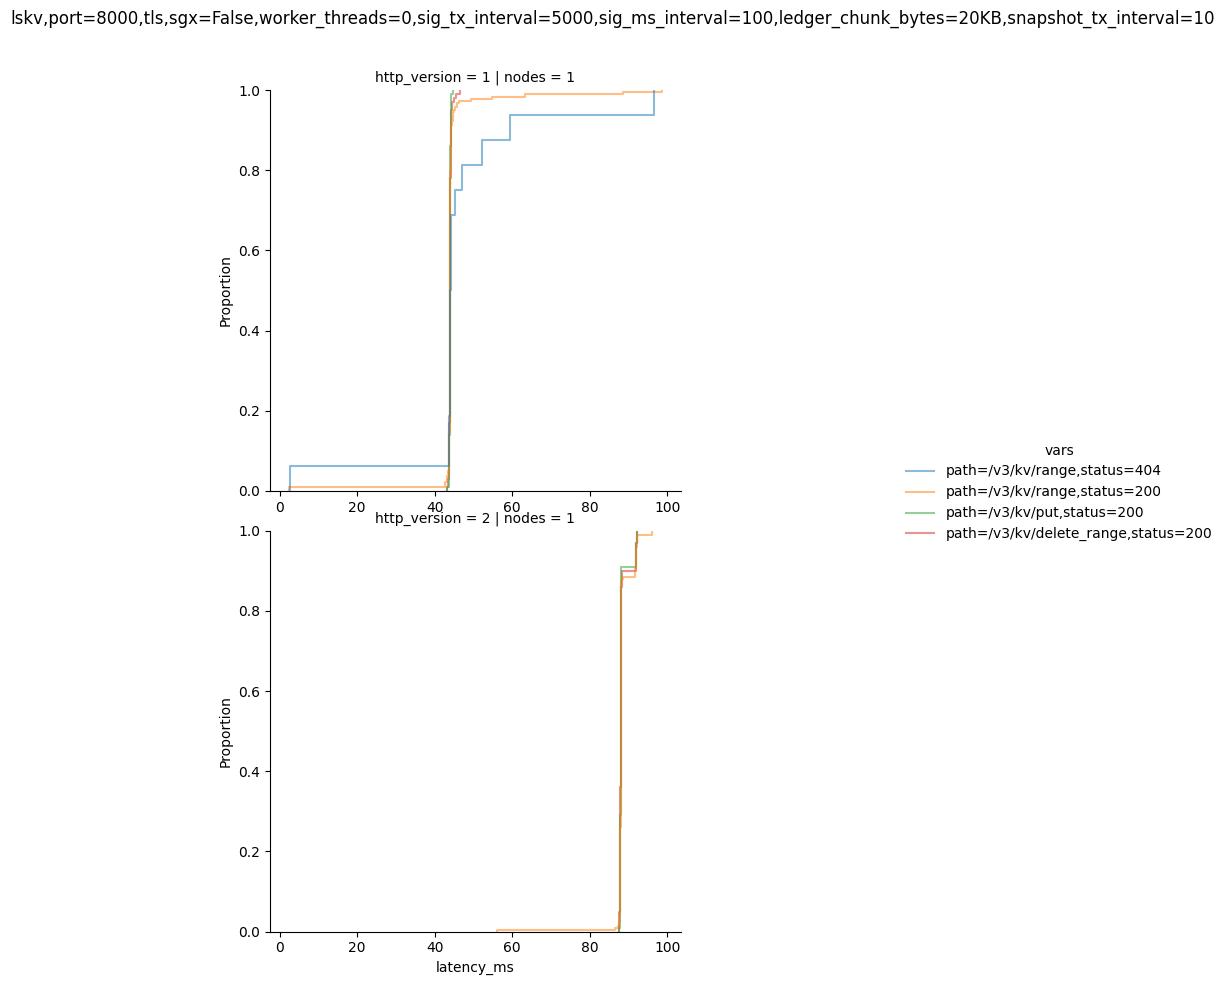 lskv,port=8000,tls,sgx=False,worker_threads=0,sig_tx_interval=5000,sig_ms_interval=100,ledger_chunk_bytes=20KB,snapshot_tx_interval=10
http_version = 1 | nodes = 1
1.0
0.8
0.6
0.4
0.2
0.0
Proportion
0 20 40 60 80 100
http_version = 2 | nodes = 1
1.0
0.8
0.6
0.4
0.2
0.0
Proportion
0 20 40 60 80 100
latency_ms
vars
path=/v3/kv/range,status=404
path=/v3/kv/range,status=200
path=/v3/kv/put,status=200
path=/v3/kv/delete_range,status=200